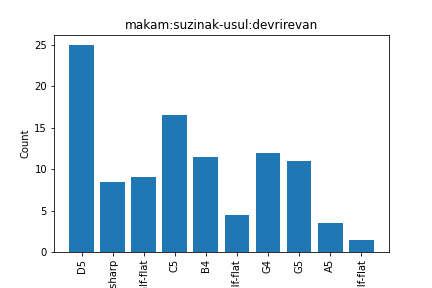 makam:suzinak-usul:devrirevan
25
20
15
10
5
0
Count
D5
sharp
lf-flat
C5
B4
lf-flat
G4
G5
A5
lf-flat